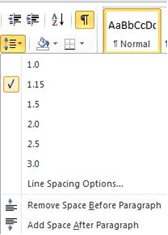 AaBbCcDc
¶ Normal
1.0
1.15
1.5
2.0
2.5
3.0
Line Spacing Options...
Remove Space Before Paragraph
Add Space After Paragraph